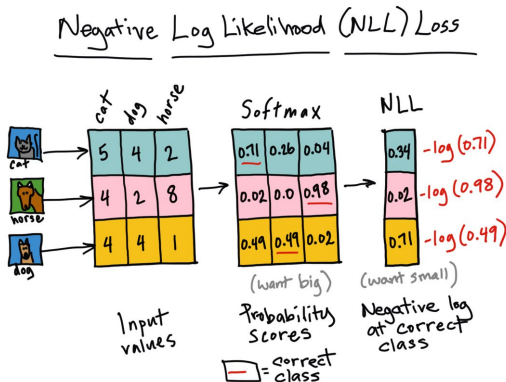 Negative Log Likelihood (NLL) Loss
cat dog horse
Softmax
NLL
cat
5 4 2
0.71 0.26 0.04
0.34
-log(0.71)
horse
4 2 8
0.02 0.0 0.98
0.02
-log(0.98)
dog
4 4 1
0.49 0.49 0.02
0.71
-log(0.49)
(want big)
(want small)
Input
values
Probability
Scores
Negative log
at correct
class
= correct
class